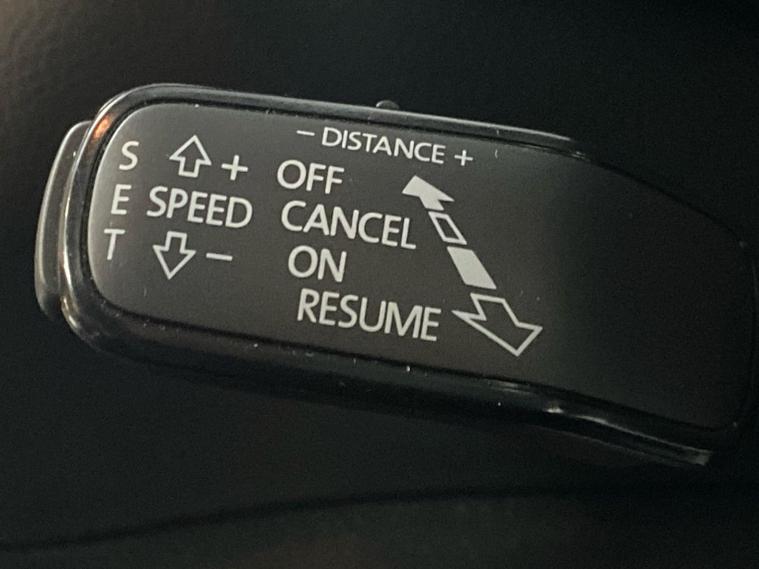 − DISTANCE +
S + OFF
E SPEED CANCEL
T − ON
RESUME